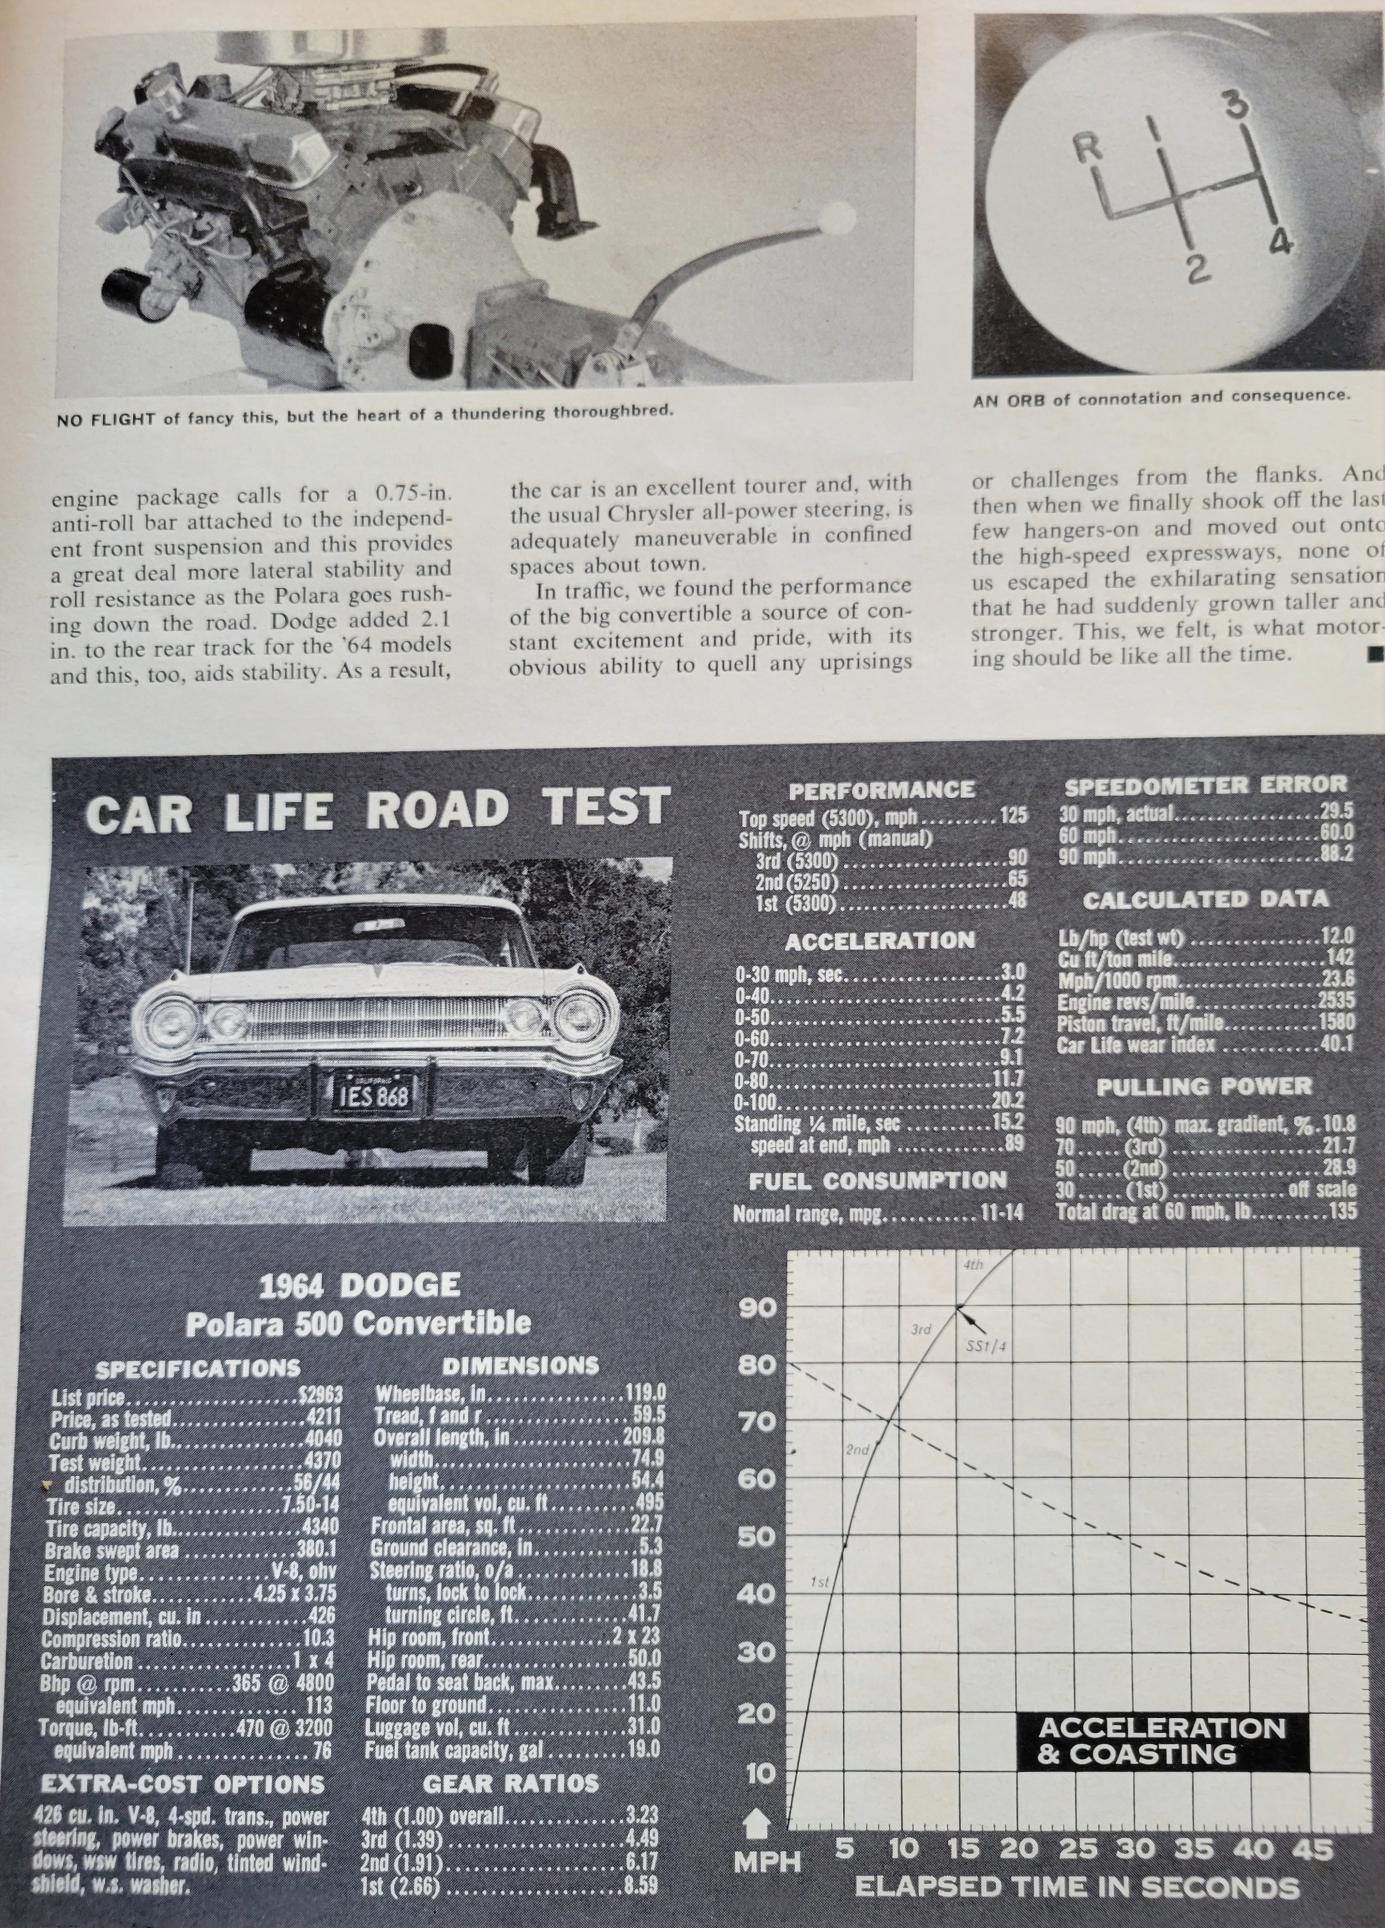 R
1
3
2
4
NO FLIGHT of fancy this, but the heart of a thundering thoroughbred.
AN ORB of connotation and consequence.
engine package calls for a 0.75-in.
anti-roll bar attached to the independ-
ent front suspension and this provides
a great deal more lateral stability and
roll resistance as the Polara goes rush-
ing down the road. Dodge added 2.1
in. to the rear track for the '64 models
and this, too, aids stability. As a result,
the car is an excellent tourer and, with
the usual Chrysler all-power steering, is
adequately maneuverable in confined
spaces about town.
In traffic, we found the performance
of the big convertible a source of con-
stant excitement and pride, with its
obvious ability to quell any uprisings
or challenges from the flanks. And
then when we finally shook off the last
few hangers-on and moved out onto
the high-speed expressways, none of
us escaped the exhilarating sensation
that he had suddenly grown taller and
stronger. This, we felt, is what motor-
ing should be like all the time. ■
CAR LIFE ROAD TEST
CALIFORNIA
IES 868
1964 DODGE
Polara 500 Convertible
SPECIFICATIONS
List price......................$2963
Price, as tested..................4211
Curb weight, lb...................4040
Test weight.......................4370
distribution, %..............56/44
Tire size.....................7.50-14
Tire capacity, lb.................4340
Brake swept area .................380.1
Engine type.................V-8, ohv
Bore & stroke...............4.25 x 3.75
Displacement, cu. in ..............426
Compression ratio.................10.3
Carburetion .....................1 x 4
Bhp @ rpm.................365 @ 4800
equivalent mph.................113
Torque, lb-ft...............470 @ 3200
equivalent mph ..................76
EXTRA-COST OPTIONS
426 cu. in. V-8, 4-spd. trans., power
steering, power brakes, power win-
dows, wsw tires, radio, tinted wind-
shield, w.s. washer.
DIMENSIONS
Wheelbase, in...................119.0
Tread, f and r...................59.5
Overall length, in...............209.8
width.........................74.9
height........................54.4
equivalent vol, cu. ft...........495
Frontal area, sq. ft..............22.7
Ground clearance, in..............5.3
Steering ratio, o/a..............18.8
turns, lock to lock..............3.5
turning circle, ft..............41.7
Hip room, front...............2 x 23
Hip room, rear...................50.0
Pedal to seat back, max..........43.5
Floor to ground..................11.0
Luggage vol, cu. ft..............31.0
Fuel tank capacity, gal .........19.0
GEAR RATIOS
4th (1.00) overall...............3.23
3rd (1.39).......................4.49
2nd (1.91).......................6.17
1st (2.66).......................8.59
PERFORMANCE
Top speed (5300), mph..........125
Shifts, @ mph (manual)
3rd (5300)....................90
2nd (5250)....................65
1st (5300)....................48
ACCELERATION
0-30 mph, sec...................3.0
0-40............................4.2
0-50............................5.5
0-60............................7.2
0-70............................9.1
0-80...........................11.7
0-100..........................20.2
Standing ¼ mile, sec ..........15.2
speed at end, mph .............89
FUEL CONSUMPTION
Normal range, mpg...........11-14
SPEEDOMETER ERROR
30 mph, actual.................29.5
60 mph.........................60.0
90 mph.........................88.2
CALCULATED DATA
Lb/hp (test wt) ...............12.0
Cu ft/ton mile..................142
Mph/1000 rpm...................23.6
Engine revs/mile...............2535
Piston travel, ft/mile.........1580
Car Life wear index ...........40.1
PULLING POWER
90 mph, (4th) max. gradient, %.10.8
70.....(3rd)...................21.7
50.....(2nd)...................28.9
30.....(1st).............off scale
Total drag at 60 mph, lb.........135
4th
90
3rd
SS1/4
80
70
2nd
60
50
1st
40
30
20
ACCELERATION
& COASTING
10
MPH
5 10 15 20 25 30 35 40 45
ELAPSED TIME IN SECONDS